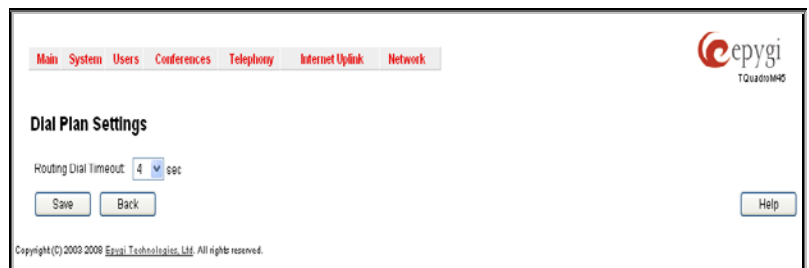 epygi
TQuadroM45
Main System Users Conferences Telephony Internet Uplink Network
Dial Plan Settings
Routing Dial Timeout: 4 sec
Save Back Help
Copyright (C) 2003-2008 Epygi Technologies, Ltd. All rights reserved.